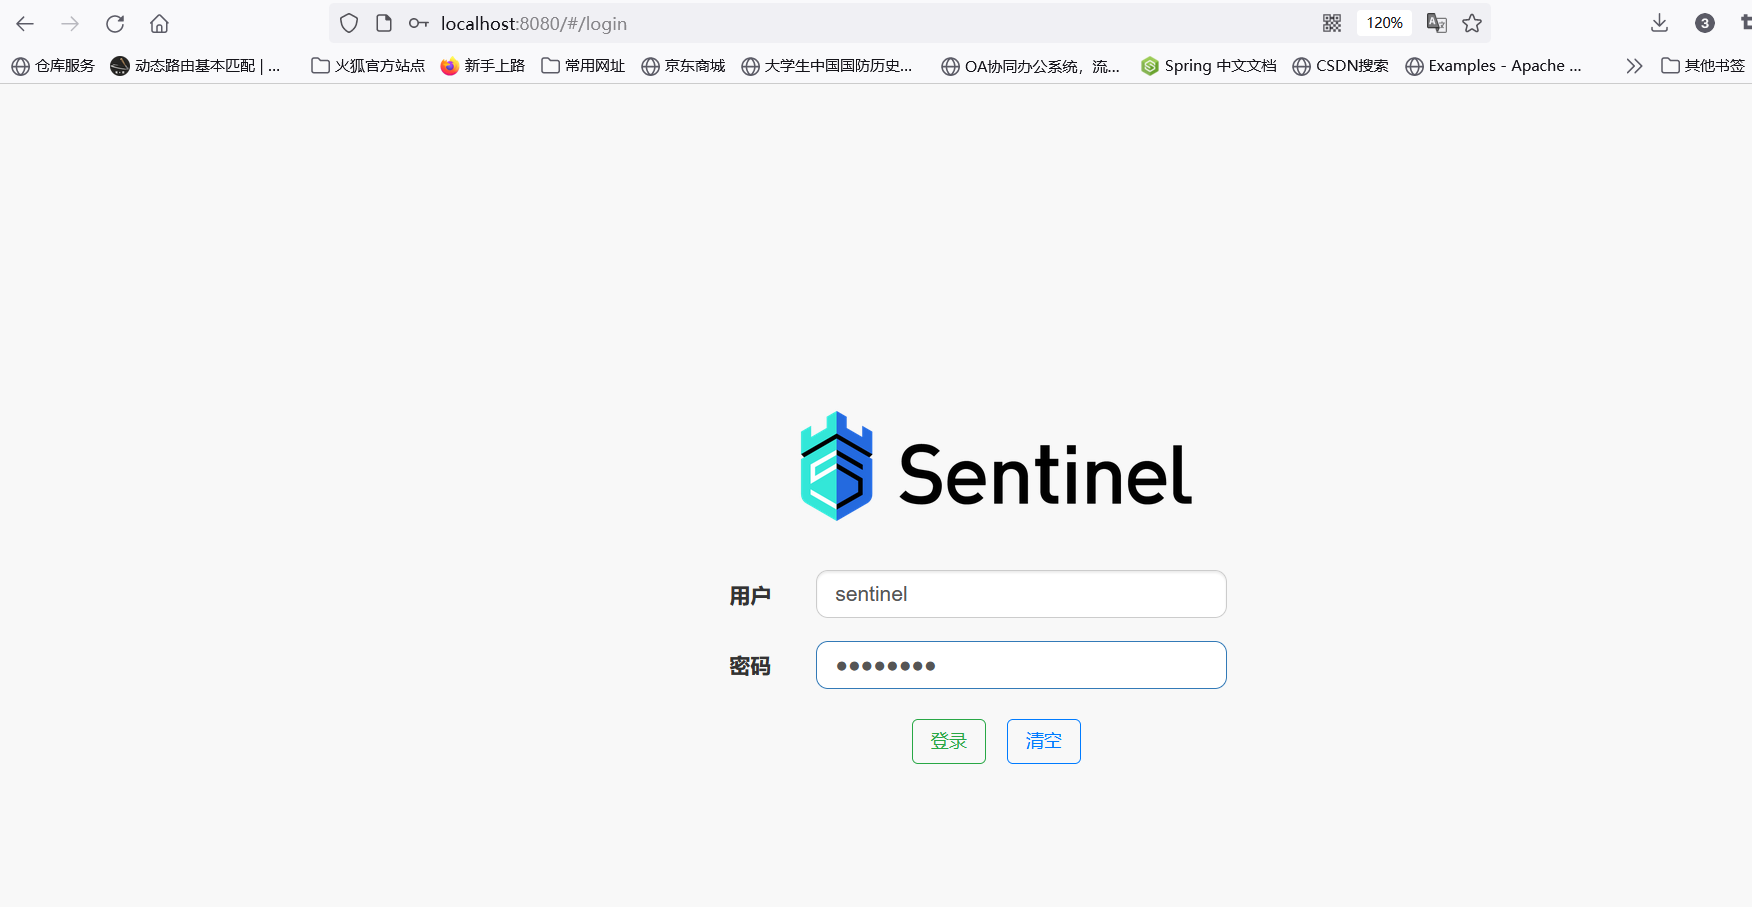 localhost:8080/#/login
120%
3
仓库服务 动态路由基本匹配 | ... 火狐官方站点 新手上路 常用网址 京东商城 大学生中国国防历史... OA协同办公系统，流... Spring 中文文档 CSDN搜索 Examples - Apache ... 其他书签
Sentinel
用户 sentinel
密码 ●●●●●●●●
登录 清空